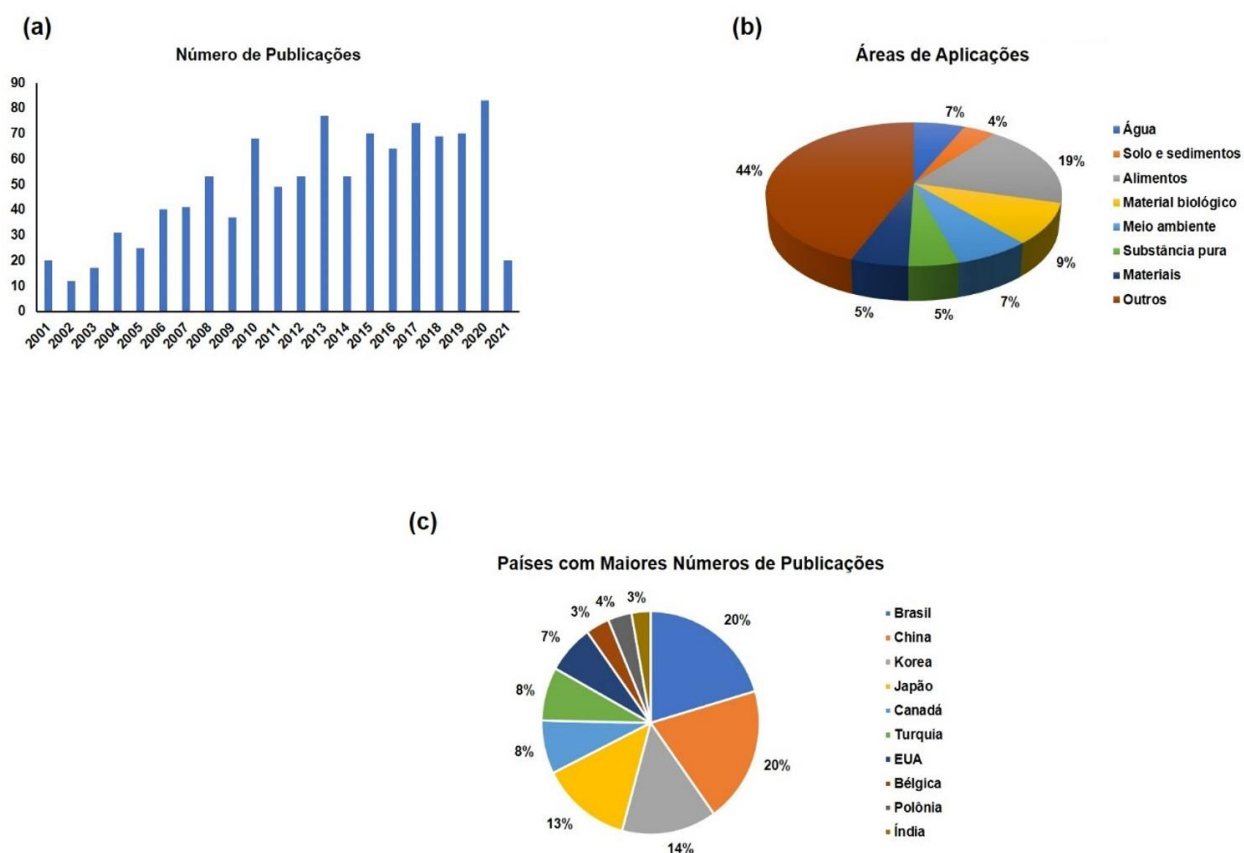 (a)
Número de Publicações
90
80
70
60
50
40
30
20
10
0
2001
2002
2003
2004
2005
2006
2007
2008
2009
2010
2011
2012
2013
2014
2015
2016
2017
2018
2019
2020
2021
(b)
Áreas de Aplicações
7%
4%
19%
9%
7%
5%
5%
44%
Água
Solo e sedimentos
Alimentos
Material biológico
Meio ambiente
Substância pura
Materiais
Outros
(c)
Países com Maiores Números de Publicações
20%
20%
14%
13%
8%
8%
7%
3%
4%
3%
Brasil
China
Korea
Japão
Canadá
Turquia
EUA
Bélgica
Polônia
Índia